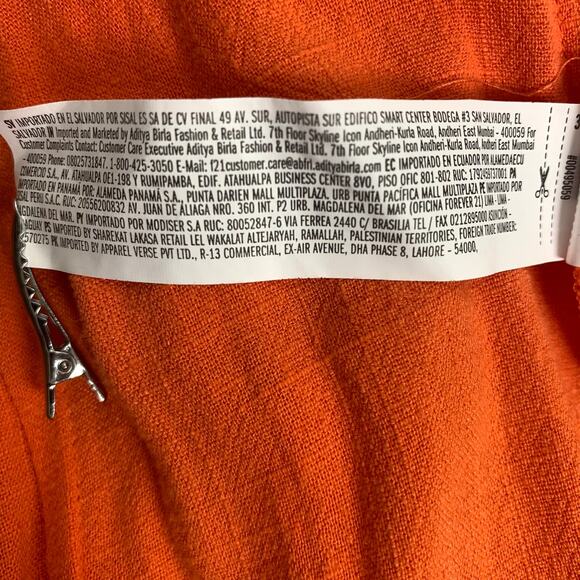 SV IMPORTADO EN EL SALVADOR POR SISAL ES SA DE CV FINAL 49 AV. SUR, AUTOPISTA SUR EDIFICO SMART CENTER BODEGA #3 SAN SALVADOR, EL
SALVADOR IN Imported and Marketed by Aditya Birla Fashion & Retail Ltd. 7th Floor Skyline Icon Andheri-Kurla Road, Andheri East Mumbai - 400059 For
Customer Complaints Contact: Customer Care Executive Aditya Birla Fashion & Retail Ltd. 7th Floor Skyline Icon Andheri-Kurla Road, Andheri East Mumbai
- 400059 Phone: 08025731847. 1-800-425-3050 E-Mail: f21customer.care@abfrl.adityabirla.com EC IMPORTADO EN ECUADOR POR ALMEDAECU
COMERCIO S.A., AV. ATAHUALPA OE1-198 Y RUMIPAMBA, EDIF. ATAHUALPA BUSINESS CENTER 8VO, PISO OFIC 801-802 RUC: 1792459731001 PA
IMPORTADO EN PANAMÁ POR: ALAMEDA PANAMÁ S.A., PUNTA DARIEN MALL MULTIPLAZA, URB PUNTA PACÍFICA MALL MULTIPLAZA PE IMPORTADO POR:
SISAL PERU S.A.C. RUC: 20556200832 AV. JUAN DE ALIAGA NRO. 360 INT. P2 URB. MAGDALENA DEL MAR (OFICINA FOREVER 21) LIMA - LIMA -
MAGDALENA DEL MAR. PY IMPORTADO POR MODISER S.A RUC: 80052847-6 VIA FERREA 2440 C/ BRASILIA TEL / FAX 0212895000 ASUNCIÓN -
PARAGUAY PS IMPORTED BY SHAREKAT LAKASA RETAIL LEL WAKALAT ALTEJARYAH, RAMALLAH, PALESTINIAN TERRITORIES, FOREIGN TRADE NUMBER:
PK IMPORTED BY APPAREL VERSE PVT LTD., R-13 COMMERCIAL, EX-AIR AVENUE, DHA PHASE 8, LAHORE - 54000.